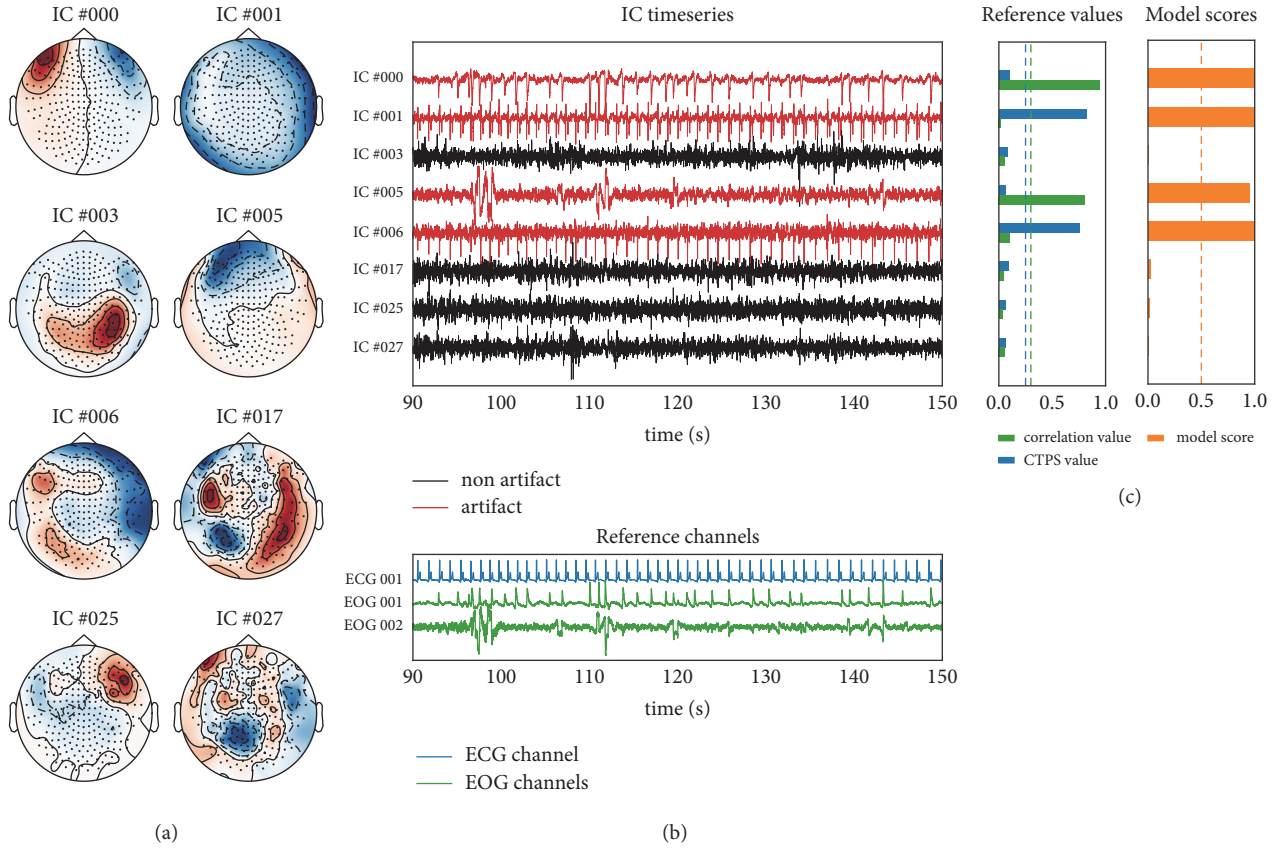 IC #000
IC #001
IC #003
IC #005
IC #006
IC #017
IC #025
IC #027
(a)
IC timeseries
IC #000
IC #001
IC #003
IC #005
IC #006
IC #017
IC #025
IC #027
90 100 110 120 130 140 150
time (s)
non artifact
artifact
Reference channels
ECG 001
EOG 001
EOG 002
90 100 110 120 130 140 150
time (s)
ECG channel
EOG channels
(b)
Reference values
0.0 0.5 1.0
correlation value
CTPS value
Model scores
0.0 0.5 1.0
model score
(c)